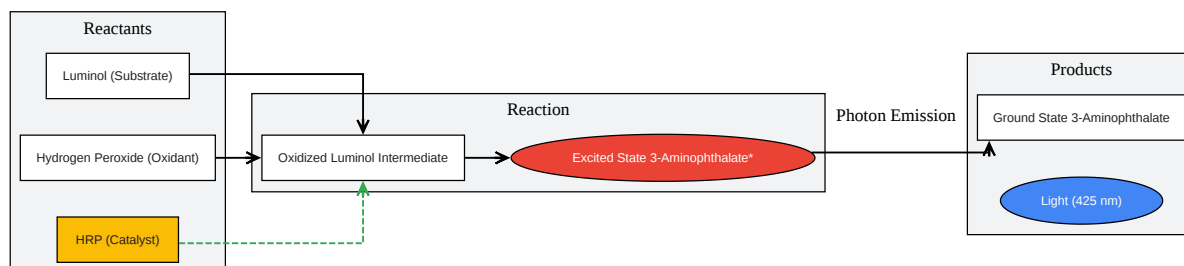 Reactants
Luminol (Substrate)
Hydrogen Peroxide (Oxidant)
HRP (Catalyst)
Reaction
Oxidized Luminol Intermediate
Excited State 3-Aminophthalate*
Photon Emission
Products
Ground State 3-Aminophthalate
Light (425 nm)